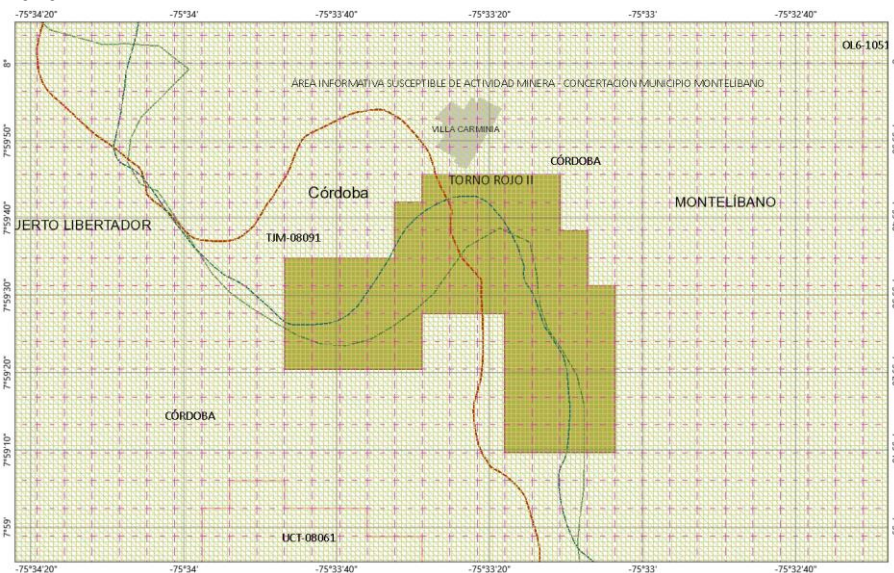 -75°34'20" -75°34' -75°33'40" -75°33'20" -75°33' -75°32'40"
OL6-1051
8°
ÁREA INFORMATIVA SUSCEPTIBLE DE ACTIVIDAD MINERA - CONCERTACIÓN MUNICIPIO MONTELÍBANO
VILLA CARMINIA
7°59'50"
CÓRDOBA
TORNO ROJO II
Córdoba
MONTELÍBANO
7°59'40"
UERTO LIBERTADOR
TJM-08091
7°59'30"
7°59'20"
CÓRDOBA
7°59'10"
7°59'
UCT-08061
-75°34'20" -75°34' -75°33'40" -75°33'20" -75°33' -75°32'40"